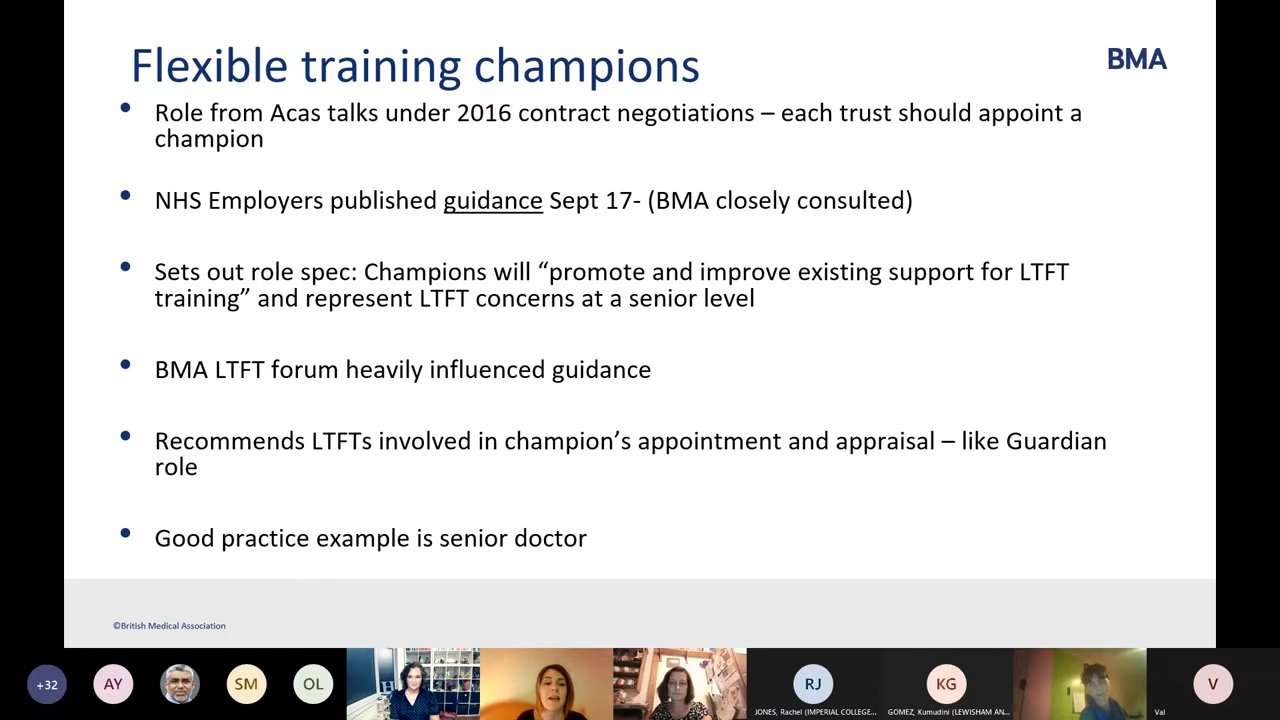 Flexible training champions
BMA
• Role from Acas talks under 2016 contract negotiations – each trust should appoint a
champion
• NHS Employers published guidance Sept 17- (BMA closely consulted)
• Sets out role spec: Champions will “promote and improve existing support for LTFT
training” and represent LTFT concerns at a senior level
• BMA LTFT forum heavily influenced guidance
• Recommends LTFTs involved in champion’s appointment and appraisal – like Guardian
role
• Good practice example is senior doctor
©British Medical Association
+32
AY
SM
OL
RJ
JONES, Rachel (IMPERIAL COLLEGE...
KG
GOMEZ, Kumudini (LEWISHAM AN...
V
Val